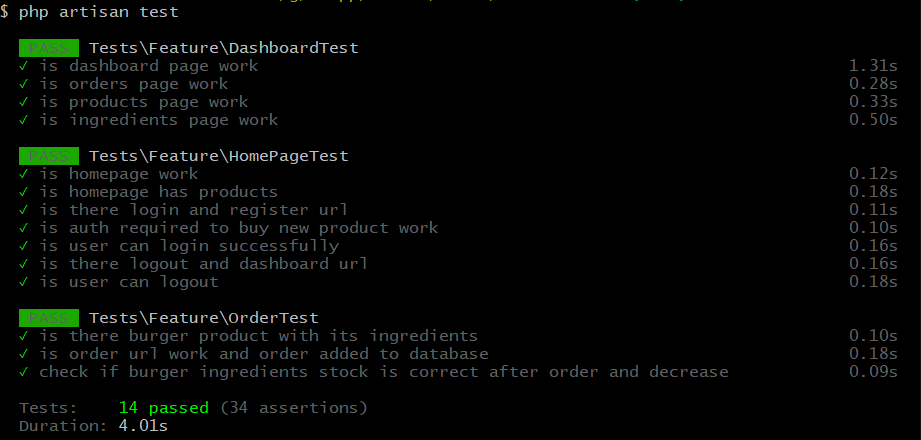 $ php artisan test
PASS Tests\Feature\DashboardTest
✓ is dashboard page work 1.31s
✓ is orders page work 0.28s
✓ is products page work 0.33s
✓ is ingredients page work 0.50s
PASS Tests\Feature\HomePageTest
✓ is homepage work 0.12s
✓ is homepage has products 0.18s
✓ is there login and register url 0.11s
✓ is auth required to buy new product work 0.10s
✓ is user can login successfully 0.16s
✓ is there logout and dashboard url 0.16s
✓ is user can logout 0.18s
PASS Tests\Feature\OrderTest
✓ is there burger product with its ingredients 0.10s
✓ is order url work and order added to database 0.18s
✓ check if burger ingredients stock is correct after order and decrease 0.09s
Tests: 14 passed (34 assertions)
Duration: 4.01s